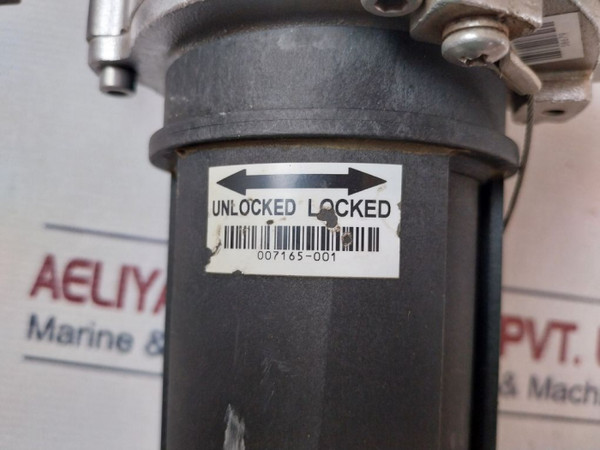 UNLOCKED LOCKED
007165-001
AELIYA
Marine &
PVT.
& Mach